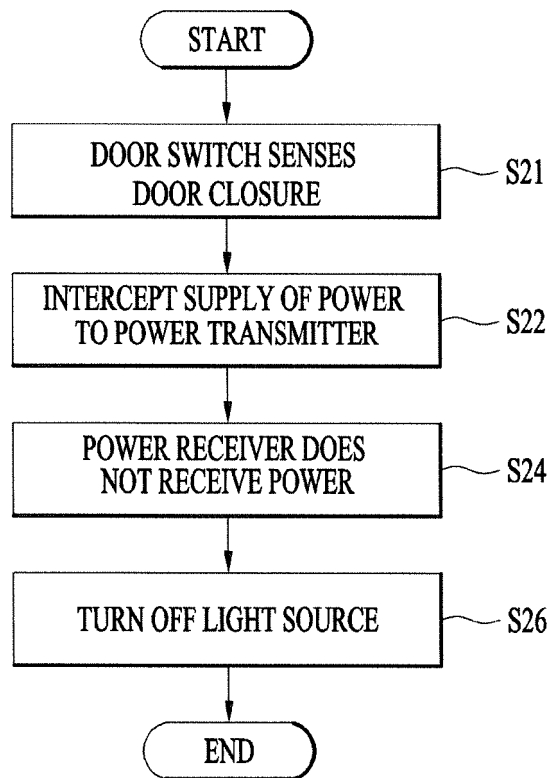 START
DOOR SWITCH SENSES
DOOR CLOSURE
S21
INTERCEPT SUPPLY OF POWER
TO POWER TRANSMITTER
S22
POWER RECEIVER DOES
NOT RECEIVE POWER
S24
TURN OFF LIGHT SOURCE
S26
END